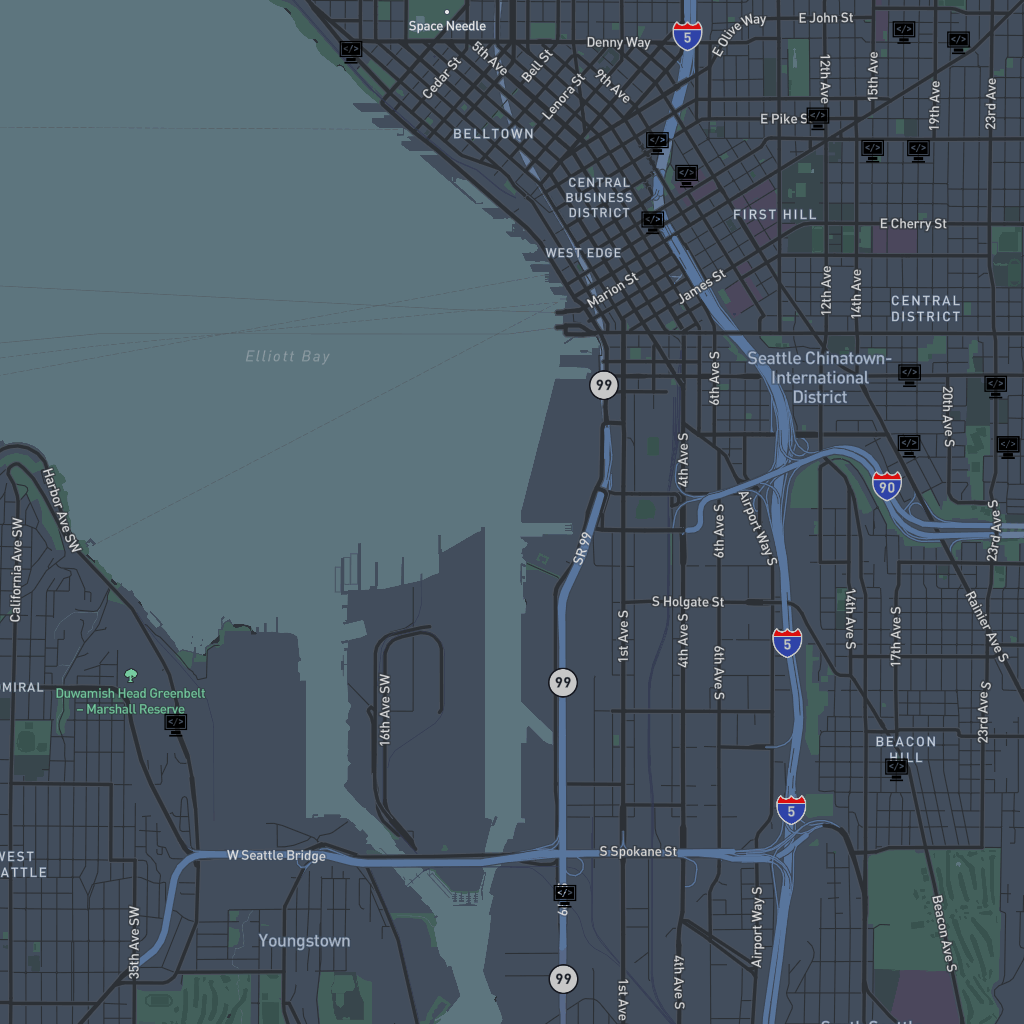 Space Needle
E John St
Denny Way
5
E Olive Way
5th Ave
Bell St
Cedar St
Lenora St
9th Ave
12th Ave
15th Ave
19th Ave
23rd Ave
E Pike
BELLTOWN
CENTRAL
BUSINESS
DISTRICT
FIRST HILL
E Cherry St
WEST EDGE
Marion St
James St
12th Ave
14th Ave
CENTRAL
DISTRICT
Elliott Bay
Seattle Chinatown-
International
District
6th Ave S
99
20th Ave S
4th Ave S
Harbor Ave SW
California Ave SW
90
Airport Way S
6th Ave S
23rd Ave S
SR 99
S Holgate St
1st Ave S
4th Ave S
6th Ave S
5
14th Ave S
17th Ave S
Rainier Ave S
Duwamish Head Greenbelt
– Marshall Reserve
16th Ave SW
99
23rd Ave S
BEACON
HILL
5
W Seattle Bridge
S Spokane St
35th Ave SW
Youngstown
Airport Way S
Beacon Ave S
99
1st Ave
4th Ave S